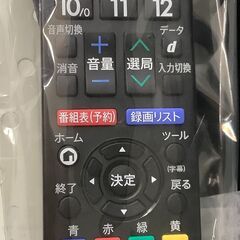 10/0 11 12
音声切換 データ
消音 + 音量 − 選局 d 入力切換
番組表(予約) 録画リスト
ホーム ツール
(字幕)
終了 決定 戻る
青 赤 緑 黄